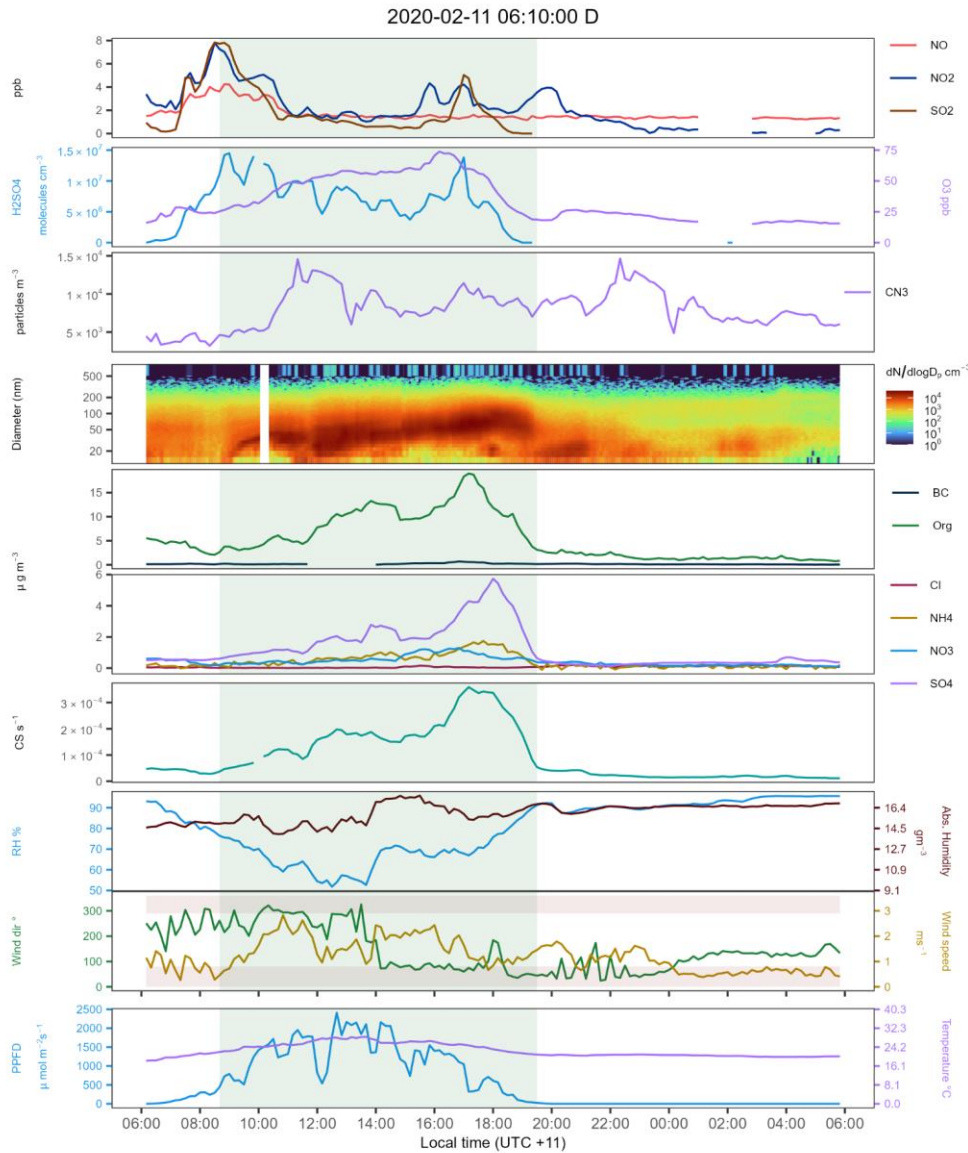 2020-02-11 06:10:00 D
ppb
8
6
4
2
0
NO
NO2
SO2
H2SO4
molecules cm⁻³
1.5 × 10⁷
1 × 10⁷
5 × 10⁶
0
75
50
25
0
O3 ppb
particles m⁻³
1.5 × 10⁴
1 × 10⁴
5 × 10³
CN3
Diameter (nm)
500
200
100
50
20
dN/dlogDₚ cm⁻³
10⁴
10³
10²
10¹
10⁰
μ g m⁻³
15
10
5
0
BC
Org
6
4
2
0
Cl
NH4
NO3
SO4
CS s⁻¹
3 × 10⁻⁴
2 × 10⁻⁴
1 × 10⁻⁴
0
RH %
90
80
70
60
50
16.4
14.5
12.7
10.9
9.1
Abs. Humidity
gm⁻³
Wind dir °
300
200
100
0
3
2
1
0
Wind speed
ms⁻¹
PPFD
μ mol m⁻²s⁻¹
2500
2000
1500
1000
500
0
40.3
32.3
24.2
16.1
8.1
0.0
Temperature °C
06:00 08:00 10:00 12:00 14:00 16:00 18:00 20:00 22:00 00:00 02:00 04:00 06:00
Local time (UTC +11)